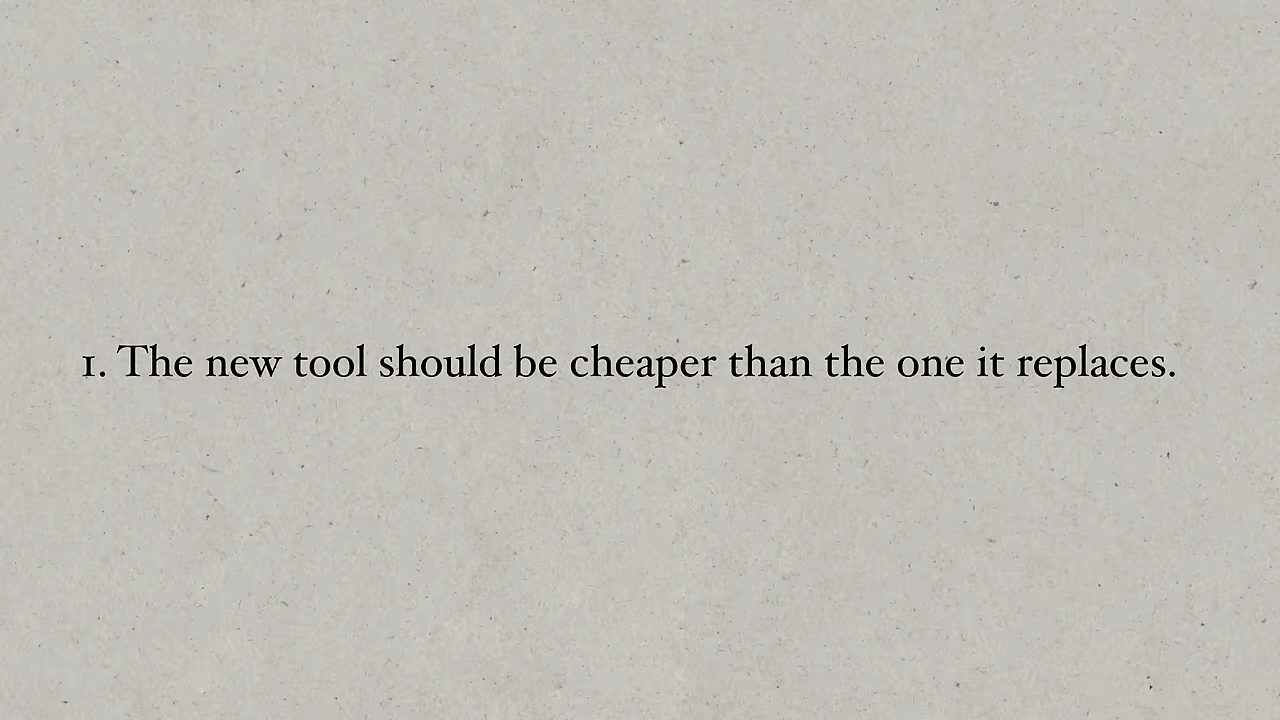 1. The new tool should be cheaper than the one it replaces.